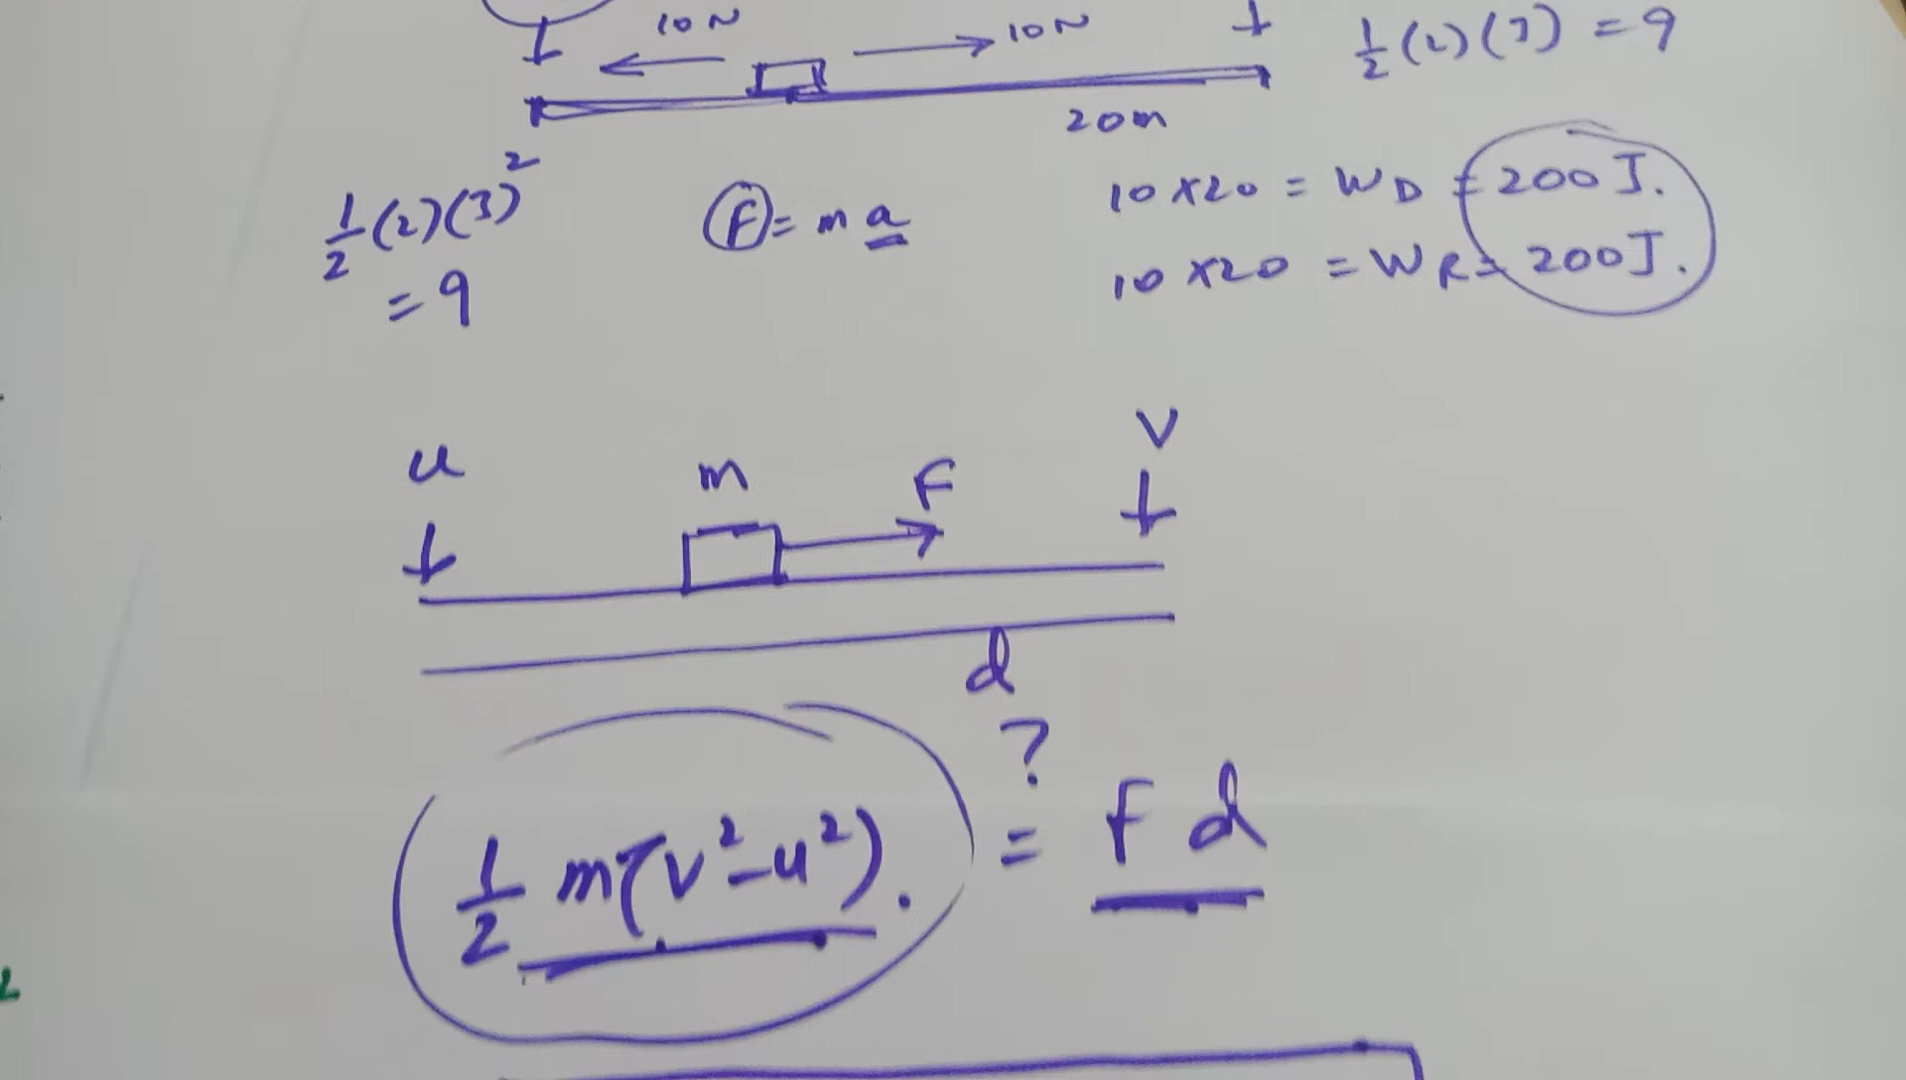 10N
10N
20m
½(2)(3) = 9
½(2)(3)² = 9
F = ma
10 x 20 = WD = 200J.
10 x 20 = WR = 200J.
u
m
F
V
d
?
½ m(v²-u²). = Fd